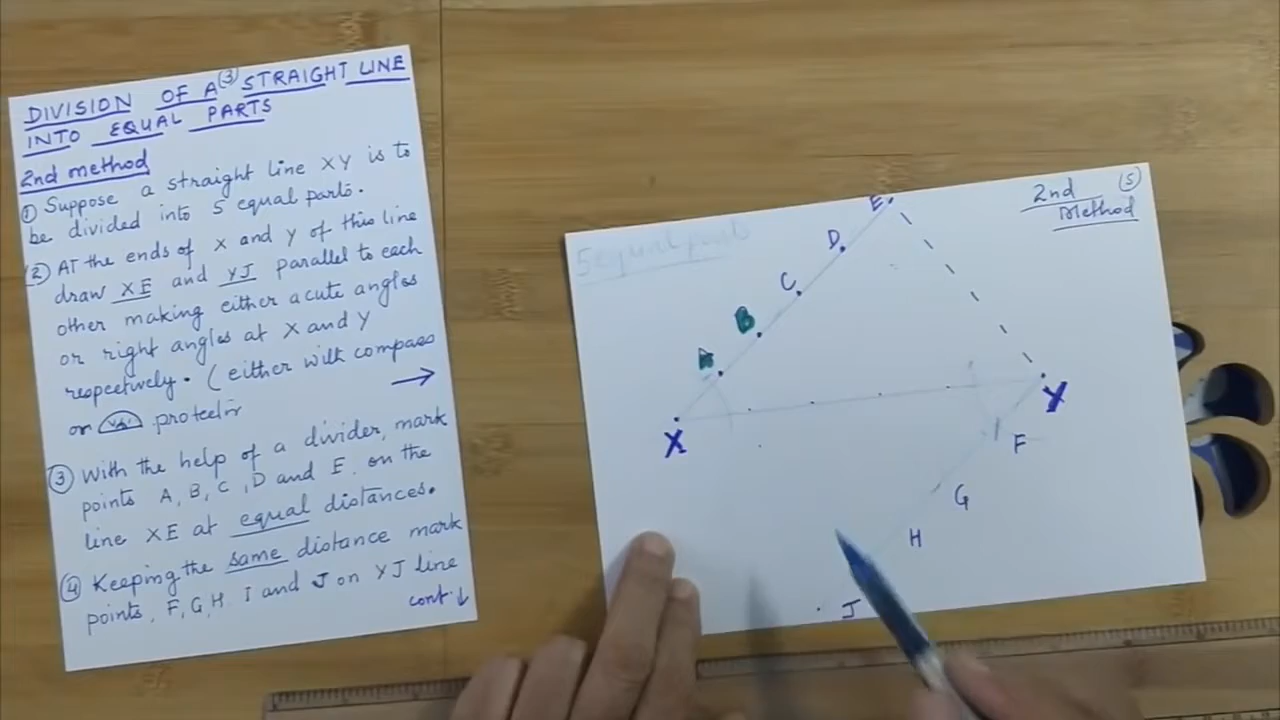 DIVISION OF A (3) STRAIGHT LINE
INTO EQUAL PARTS
2nd method
① Suppose a straight line XY is to
be divided into 5 equal parts.
② AT the ends of X and Y of this line
draw XE and YJ parallel to each
other making either acute angles
or right angles at X and Y
respectively. (either with compass
or protector
③ With the help of a divider, mark
points A, B, C, D and E. on the
line XE at equal distances.
④ Keeping the same distance mark
points, F, G, H, I and J on YJ line
cont.
5 equal parts
2nd (5)
Method
E
D
C
B
A
X
Y
F
G
H
J